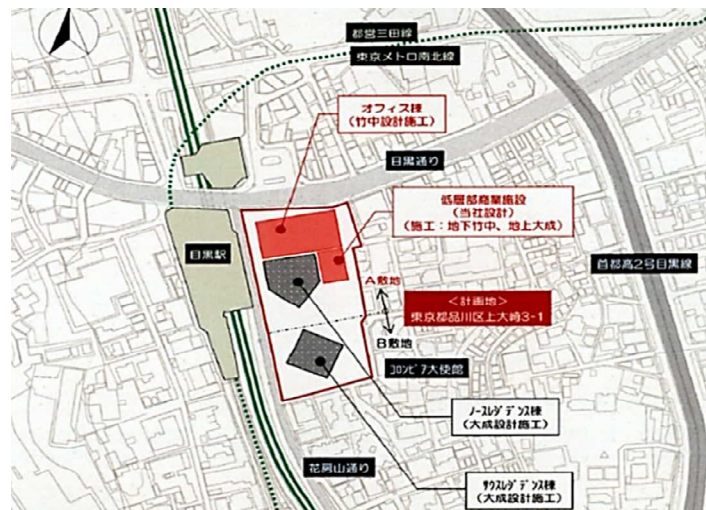 都営三田線
東京メトロ南北線
オフィス棟
(竹中設計施工)
目黒通り
低層部商業施設
(当社設計)
(施工:地下竹中、地上大成)
目黒駅
首都高2号目黒線
A敷地
B敷地
<計画地>
東京都品川区上大崎3-1
コロンビア大使館
ノースレジデンス棟
(大成設計施工)
花房山通り
サウスレジデンス棟
(大成設計施工)